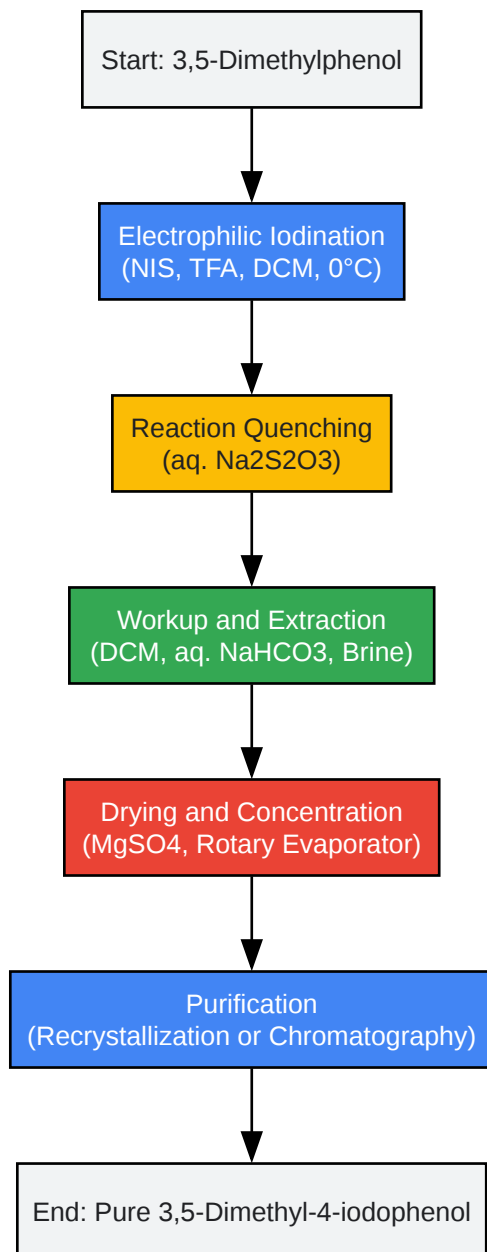 Start: 3,5-Dimethylphenol
Electrophilic Iodination
(NIS, TFA, DCM, 0°C)
Reaction Quenching
(aq. Na2S2O3)
Workup and Extraction
(DCM, aq. NaHCO3, Brine)
Drying and Concentration
(MgSO4, Rotary Evaporator)
Purification
(Recrystallization or Chromatography)
End: Pure 3,5-Dimethyl-4-iodophenol